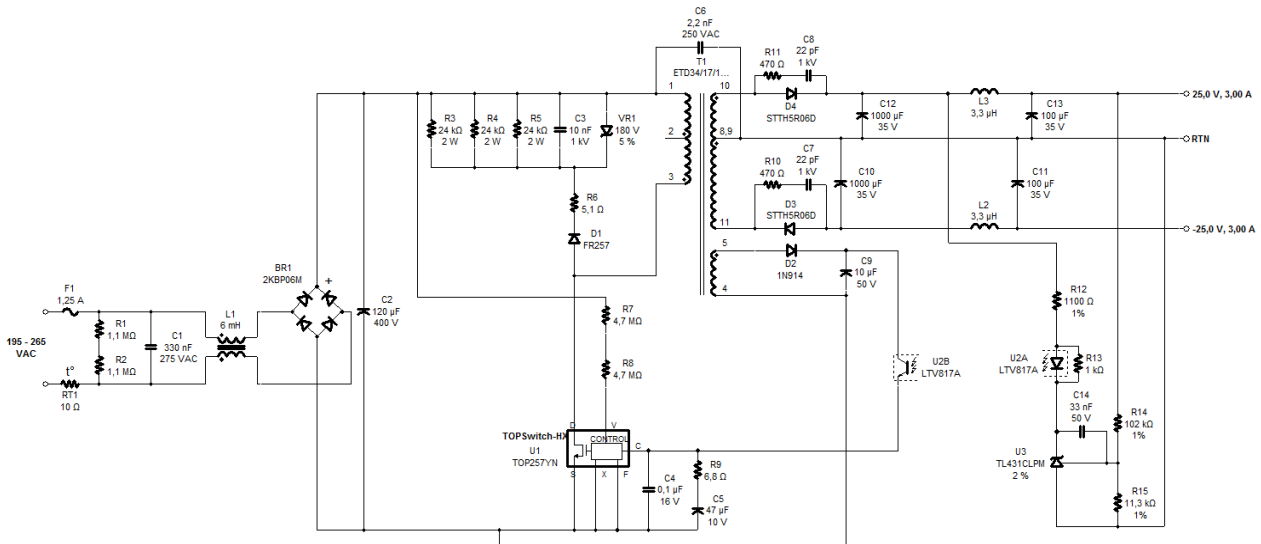 C6
2,2 nF
250 VAC
T1
ETD34/17/1...
1
2
3
10
8,9
11
5
4
R11
470 Ω
C8
22 pF
1 kV
D4
STTH5R06D
C12
1000 µF
35 V
L3
3,3 µH
C13
100 µF
35 V
25,0 V, 3,00 A
RTN
-25,0 V, 3,00 A
R10
470 Ω
C7
22 pF
1 kV
D3
STTH5R06D
C10
1000 µF
35 V
L2
3,3 µH
C11
100 µF
35 V
D2
1N914
C9
10 µF
50 V
R3
24 kΩ
2 W
R4
24 kΩ
2 W
R5
24 kΩ
2 W
C3
10 nF
1 kV
VR1
180 V
5 %
R6
5,1 Ω
D1
FR257
BR1
2KBP06M
+
C2
120 µF
400 V
F1
1,25 A
195 - 265
VAC
R1
1,1 MΩ
R2
1,1 MΩ
C1
330 nF
275 VAC
L1
6 mH
t°
RT1
10 Ω
R7
4,7 MΩ
R8
4,7 MΩ
TOPSwitch-HX
U1
TOP257YN
D
V
CONTROL
C
S
X
F
C4
0,1 µF
16 V
R9
6,8 Ω
C5
47 µF
10 V
U2B
LTV817A
R12
1100 Ω
1%
U2A
LTV817A
R13
1 kΩ
C14
33 nF
50 V
R14
102 kΩ
1%
U3
TL431CLPM
2 %
R15
11,3 kΩ
1%